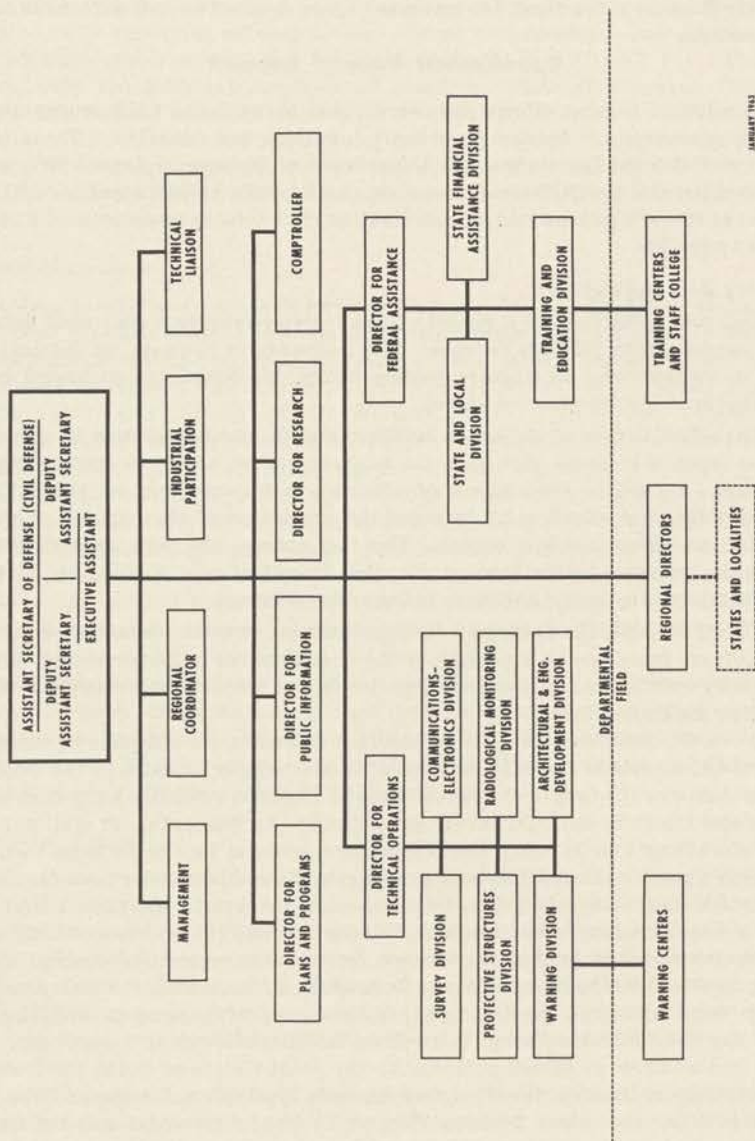 ASSISTANT SECRETARY OF DEFENSE (CIVIL DEFENSE)
DEPUTY
ASSISTANT SECRETARY
DEPUTY
ASSISTANT SECRETARY
EXECUTIVE ASSISTANT
MANAGEMENT
REGIONAL
COORDINATOR
INDUSTRIAL
PARTICIPATION
TECHNICAL
LIAISON
DIRECTOR FOR
PLANS AND PROGRAMS
DIRECTOR FOR
PUBLIC INFORMATION
DIRECTOR FOR RESEARCH
COMPTROLLER
DIRECTOR FOR
TECHNICAL OPERATIONS
DIRECTOR FOR
FEDERAL ASSISTANCE
SURVEY DIVISION
COMMUNICATIONS-
ELECTRONICS DIVISION
STATE AND LOCAL
DIVISION
STATE FINANCIAL
ASSISTANCE DIVISION
PROTECTIVE STRUCTURES
DIVISION
RADIOLOGICAL MONITORING
DIVISION
WARNING DIVISION
ARCHITECTURAL & ENG.
DEVELOPMENT DIVISION
TRAINING AND
EDUCATION DIVISION
DEPARTMENTAL
FIELD
WARNING CENTERS
REGIONAL DIRECTORS
TRAINING CENTERS
AND STAFF COLLEGE
STATES AND LOCALITIES
JANUARY 1963